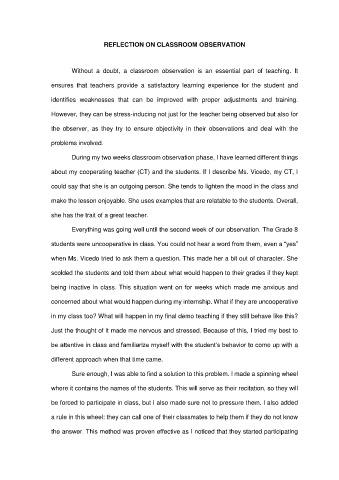 REFLECTION ON CLASSROOM OBSERVATION
Without a doubt, a classroom observation is an essential part of teaching. It
ensures that teachers provide a satisfactory learning experience for the student and
identifies weaknesses that can be improved with proper adjustments and training.
However, they can be stress-inducing not just for the teacher being observed but also for
the observer, as they try to ensure objectivity in their observations and deal with the
problems involved.
During my two weeks classroom observation phase, I have learned different things
about my cooperating teacher (CT) and the students. If I describe Ms. Vicedo, my CT, I
could say that she is an outgoing person. She tends to lighten the mood in the class and
make the lesson enjoyable. She uses examples that are relatable to the students. Overall,
she has the trait of a great teacher.
Everything was going well until the second week of our observation. The Grade 8
students were uncooperative in class. You could not hear a word from them, even a “yes”
when Ms. Vicedo tried to ask them a question. This made her a bit out of character. She
scolded the students and told them about what would happen to their grades if they kept
being inactive in class. This situation went on for weeks which made me anxious and
concerned about what would happen during my internship. What if they are uncooperative
in my class too? What will happen in my final demo teaching if they still behave like this?
Just the thought of it made me nervous and stressed. Because of this, I tried my best to
be attentive in class and familiarize myself with the student’s behavior to come up with a
different approach when that time came.
Sure enough, I was able to find a solution to this problem. I made a spinning wheel
where it contains the names of the students. This will serve as their recitation, so they will
be forced to participate in class, but I also made sure not to pressure them. I also added
a rule in this wheel: they can call one of their classmates to help them if they do not know
the answer. This method was proven effective as I noticed that they started participating